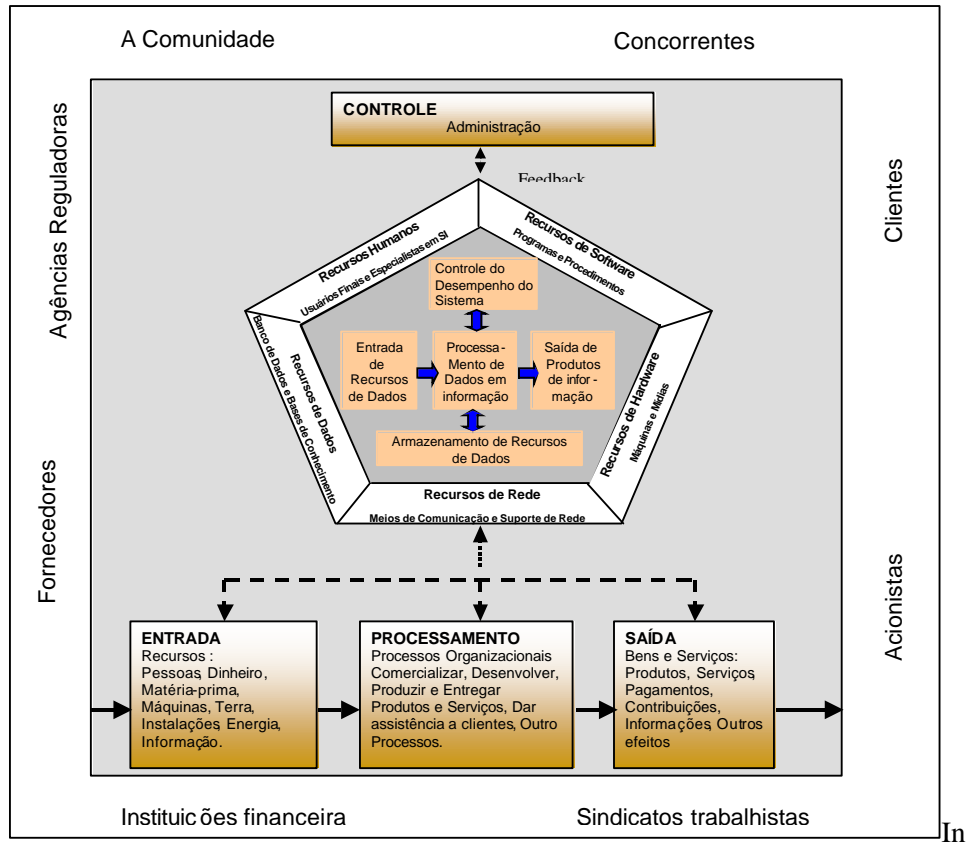 A Comunidade
Concorrentes
Agências Reguladoras
Fornecedores
Clientes
Acionistas
CONTROLE
Administração
Feedback
Recursos Humanos
Usuários Finais e Especialistas em SI
Recursos de Software
Programas e Procedimentos
Recursos de Dados
Banco de Dados e Bases de Conhecimento
Recursos de Hardware
Máquinas e Mídias
Controle do
Desempenho do
Sistema
Entrada
de
Recursos
de Dados
Processa-
Mento de
Dados em
informação
Saída de
Produtos
de infor -
mação
Armazenamento de Recursos
de Dados
Recursos de Rede
Meios de Comunicação e Suporte de Rede
ENTRADA
Recursos :
Pessoas, Dinheiro,
Matéria-prima,
Máquinas, Terra,
Instalações, Energia,
Informação.
PROCESSAMENTO
Processos Organizacionais
Comercializar, Desenvolver,
Produzir e Entregar
Produtos e Serviços, Dar
assistência a clientes, Outro
Processos.
SAÍDA
Bens e Serviços:
Produtos, Serviços,
Pagamentos,
Contribuições,
Informações, Outros
efeitos
Instituic ões financeira
Sindicatos trabalhistas
In